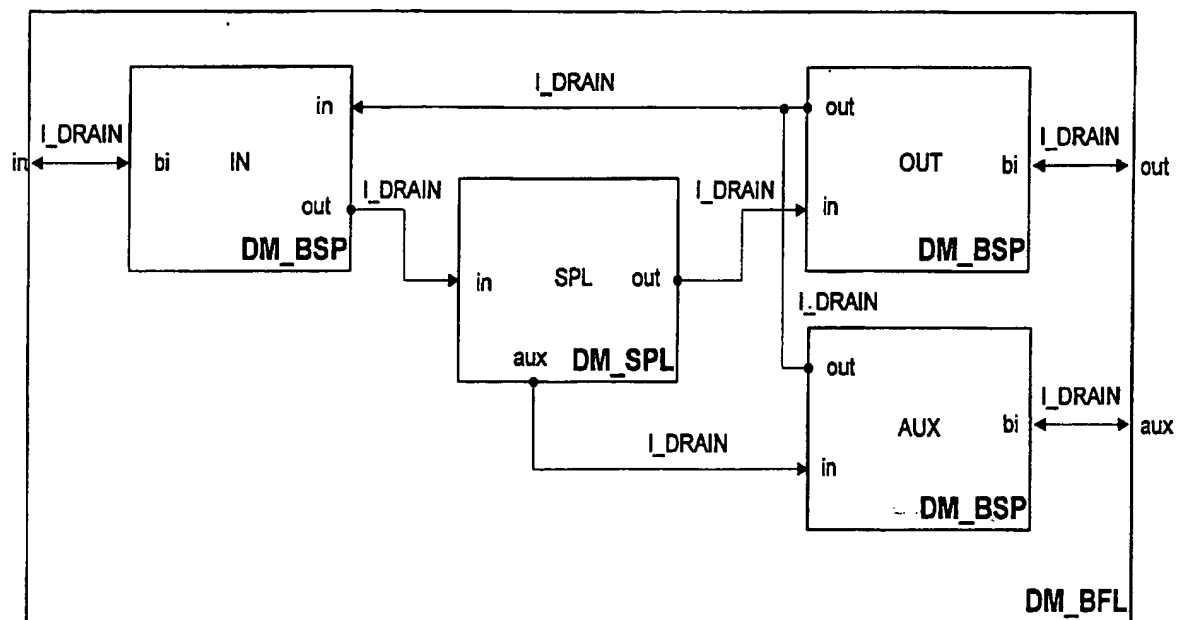 I_DRAIN
in
out
I_DRAIN
in
bi
IN
I_DRAIN
OUT
bi
out
out
I_DRAIN
I_DRAIN
in
DM_BSP
DM_BSP
in
SPL
out
I_DRAIN
aux
DM_SPL
out
I_DRAIN
AUX
bi
aux
I_DRAIN
in
DM_BSP
DM_BFL